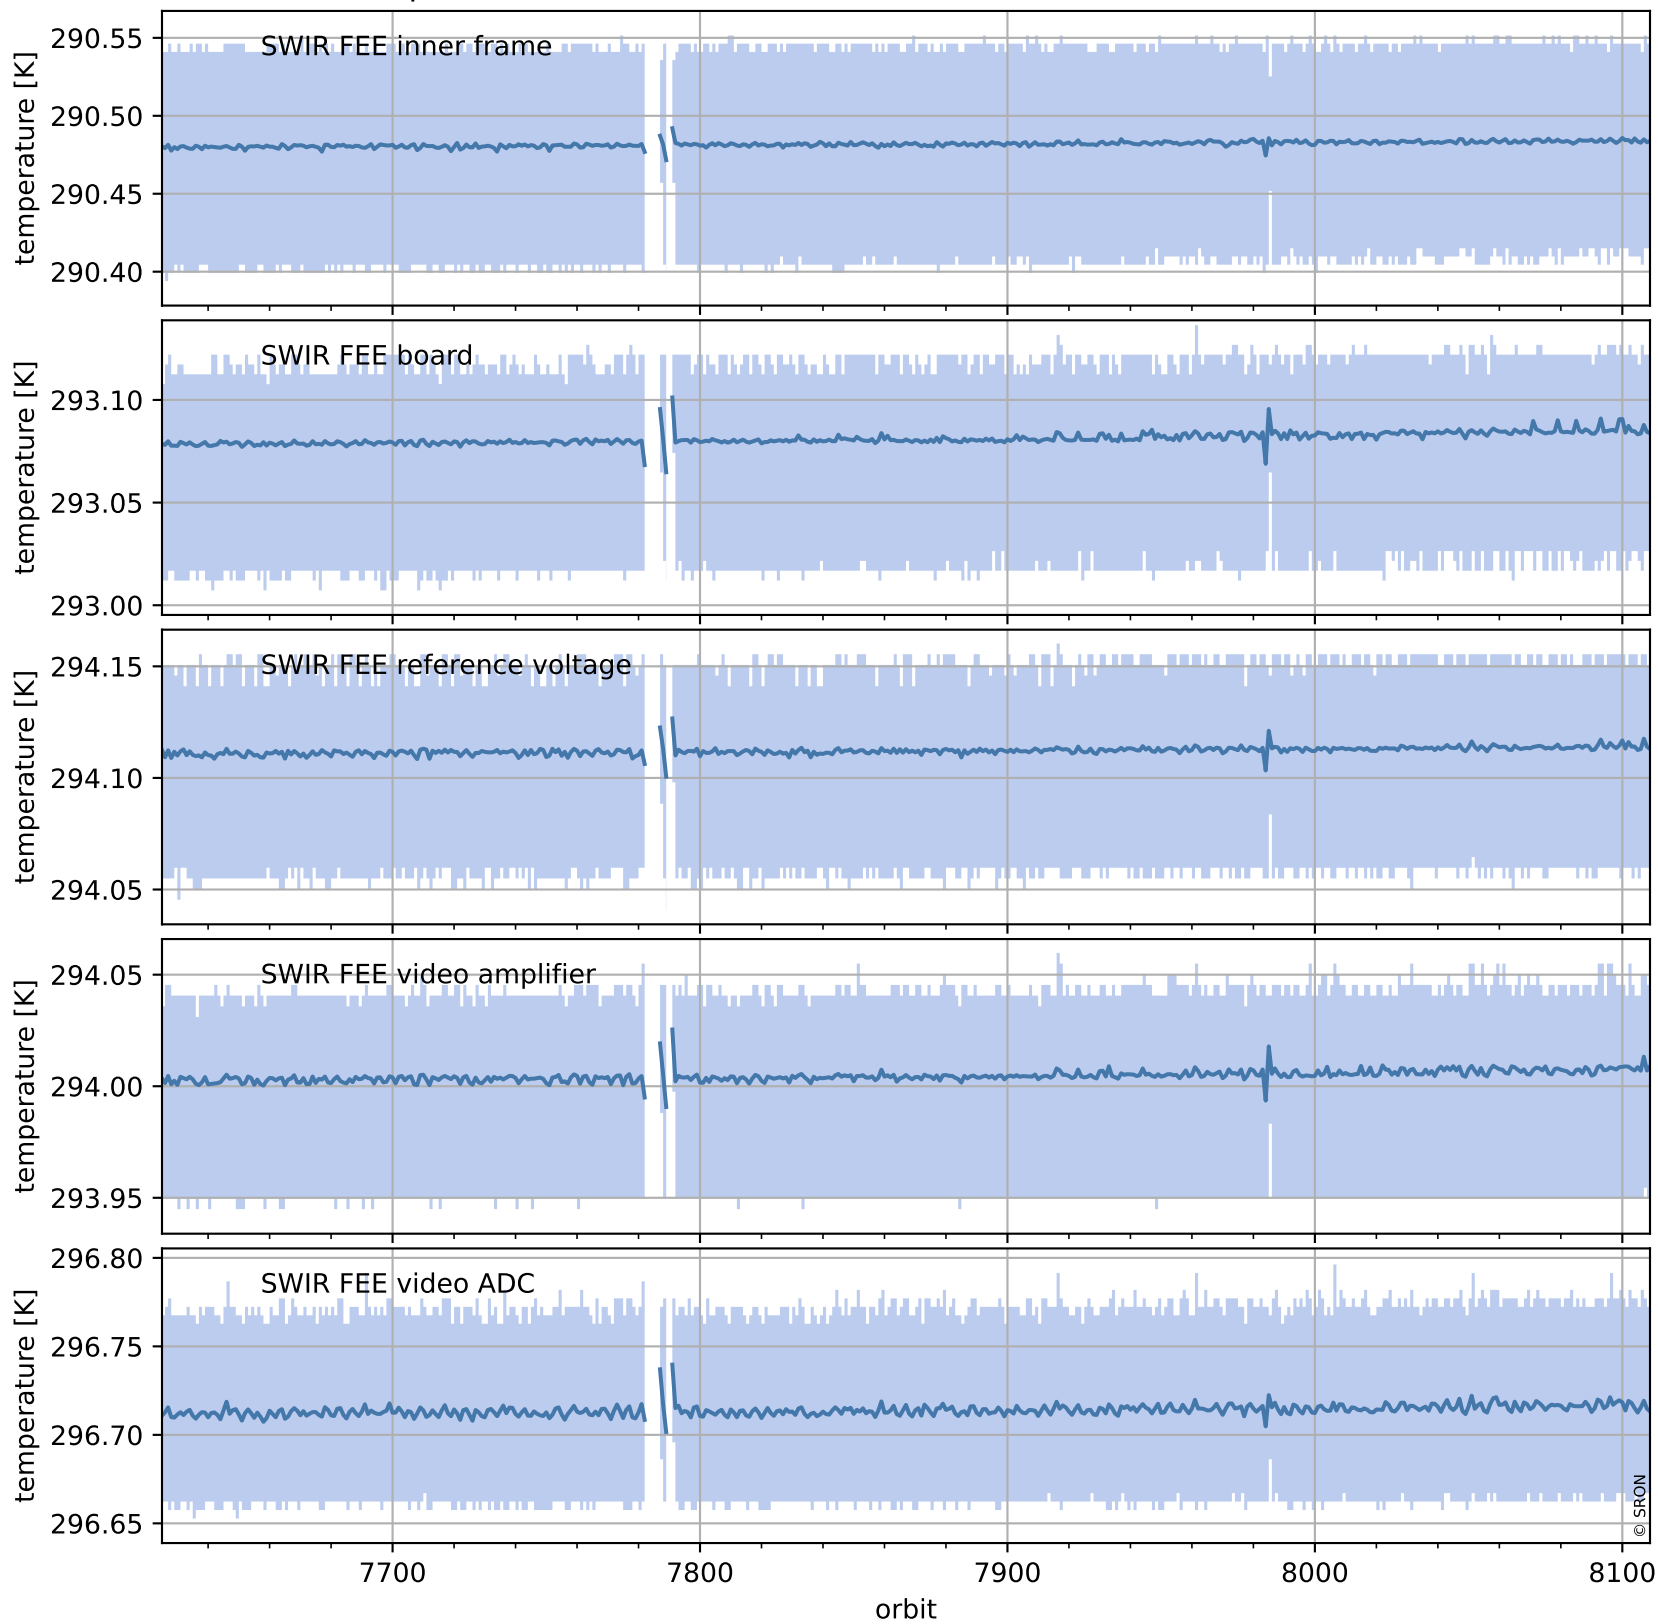 290.55
290.50
290.45
290.40
temperature [K]
SWIR FEE inner frame
293.10
293.05
293.00
temperature [K]
SWIR FEE board
294.15
294.10
294.05
temperature [K]
SWIR FEE reference voltage
294.05
294.00
293.95
temperature [K]
SWIR FEE video amplifier
296.80
296.75
296.70
296.65
temperature [K]
SWIR FEE video ADC
© SRON
7700 7800 7900 8000 8100
orbit